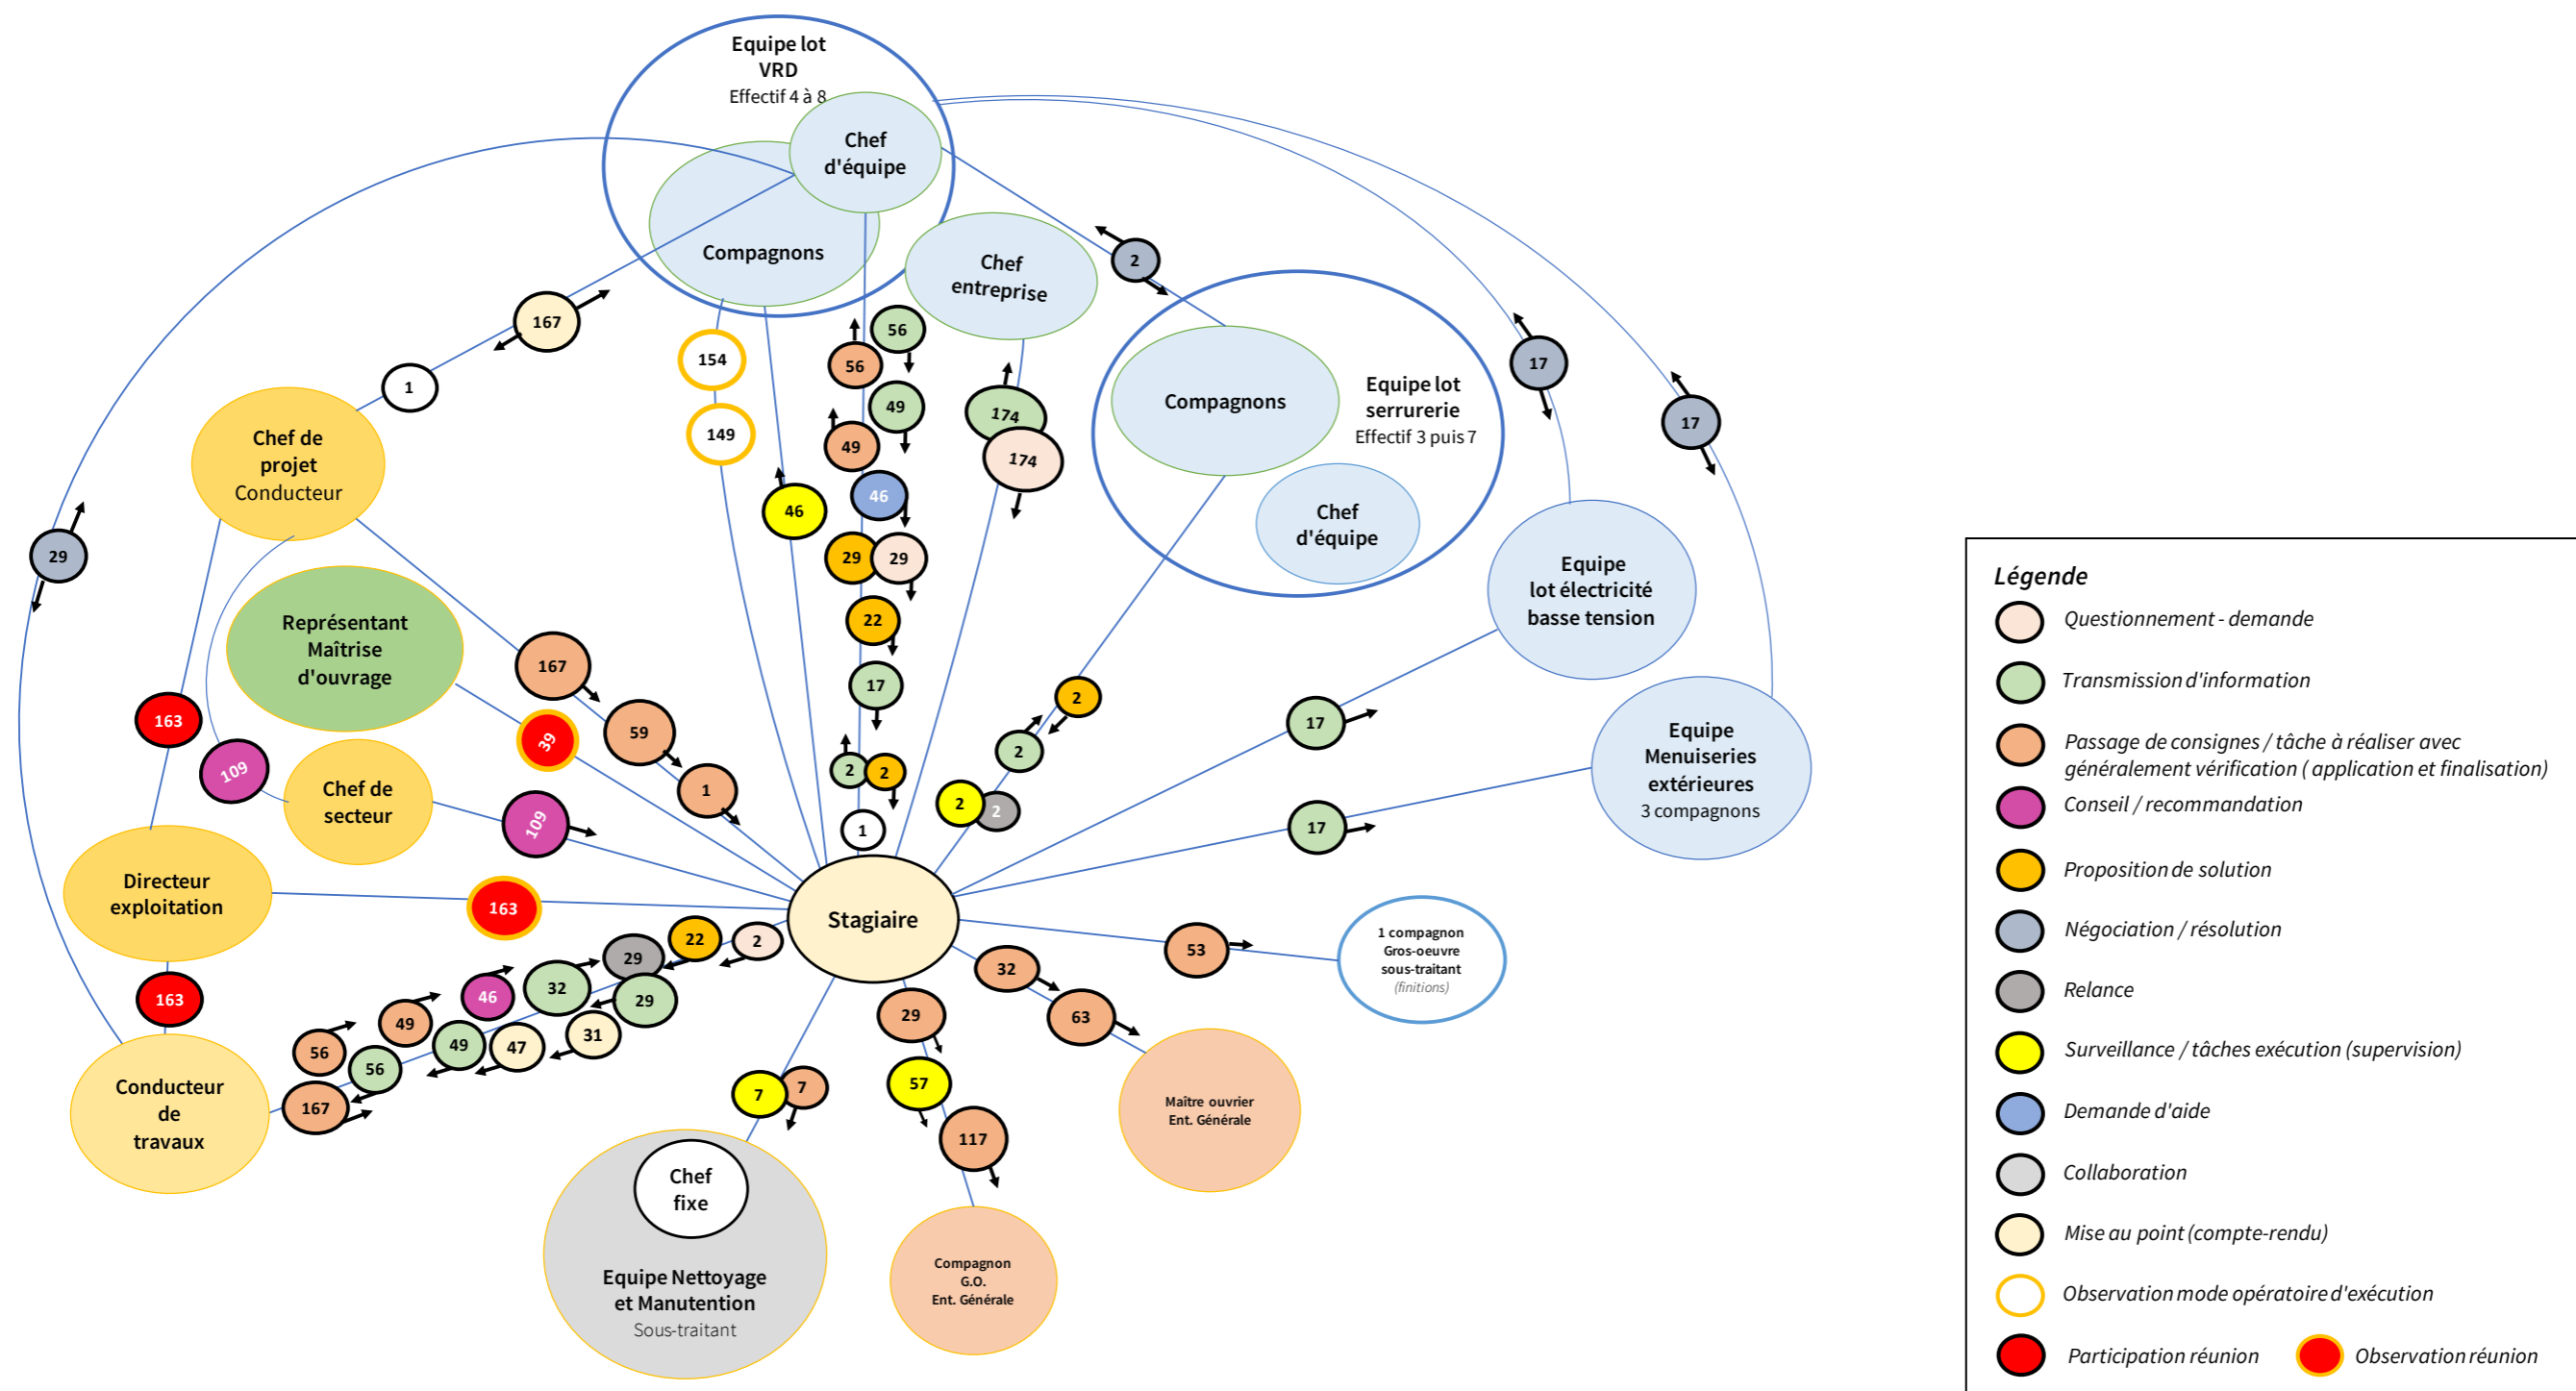 Equipe lot
VRD
Effectif 4 à 8
Chef
d'équipe
Compagnons
Chef
entreprise
2
167
1
154
149
46
56
56
49
49
46
29
29
22
17
2
2
1
174
174
Compagnons
Equipe lot
serrurerie
Effectif 3 puis 7
Chef
d'équipe
17
17
Chef de
projet
Conducteur
29
Représentant
Maîtrise
d'ouvrage
167
59
1
39
163
109
Chef de
secteur
109
2
2
2
2
Equipe
lot électricité
basse tension
17
Equipe
Menuiseries
extérieures
3 compagnons
17
Directeur
exploitation
163
Stagiaire
163
Conducteur
de
travaux
2
22
29
29
32
46
31
47
49
49
56
56
167
53
1 compagnon
Gros-oeuvre
sous-traitant
(finitions)
32
63
Maître ouvrier
Ent. Générale
29
57
117
Compagnon
G.O.
Ent. Générale
7
7
Chef
fixe
Equipe Nettoyage
et Manutention
Sous-traitant
Légende
Questionnement - demande
Transmission d'information
Passage de consignes / tâche à réaliser avec
généralement vérification ( application et finalisation)
Conseil / recommandation
Proposition de solution
Négociation / résolution
Relance
Surveillance / tâches exécution (supervision)
Demande d'aide
Collaboration
Mise au point (compte-rendu)
Observation mode opératoire d'exécution
Participation réunion
Observation réunion